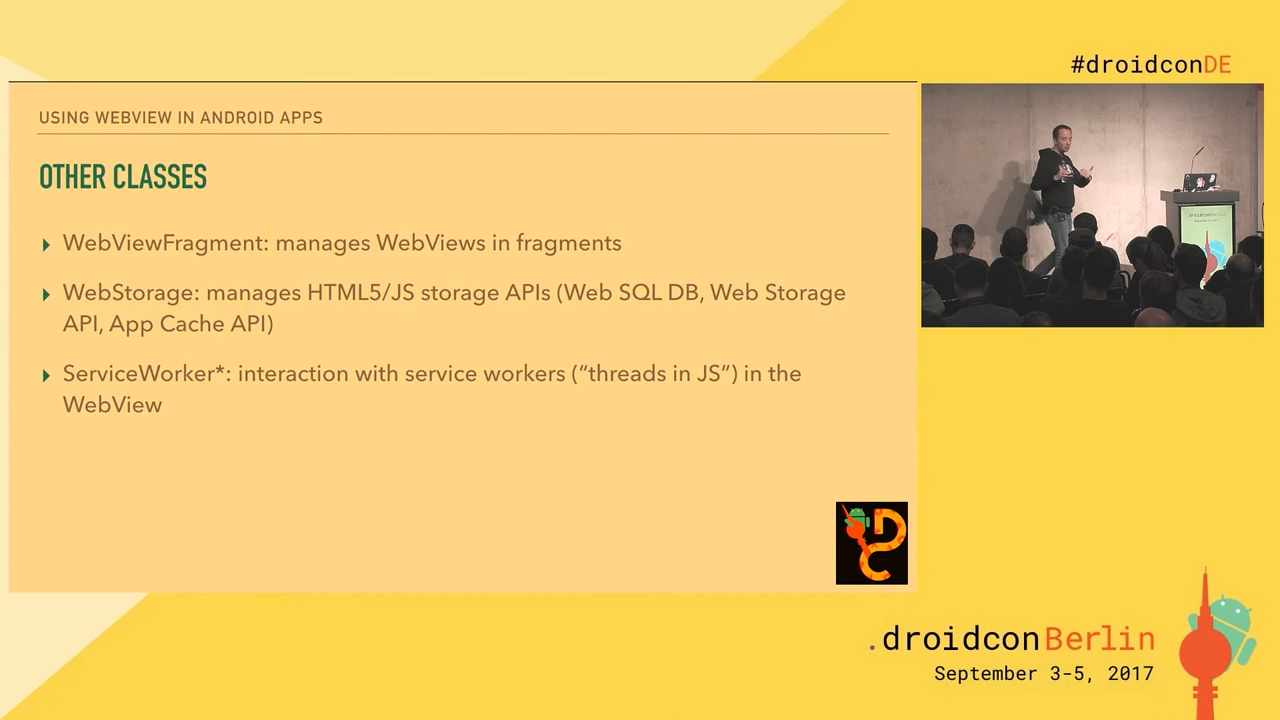 #droidconDE
USING WEBVIEW IN ANDROID APPS
OTHER CLASSES
WebViewFragment: manages WebViews in fragments
WebStorage: manages HTML5/JS storage APIs (Web SQL DB, Web Storage
API, App Cache API)
ServiceWorker*: interaction with service workers (“threads in JS”) in the
WebView
.droidconBerlin
September 3-5, 2017